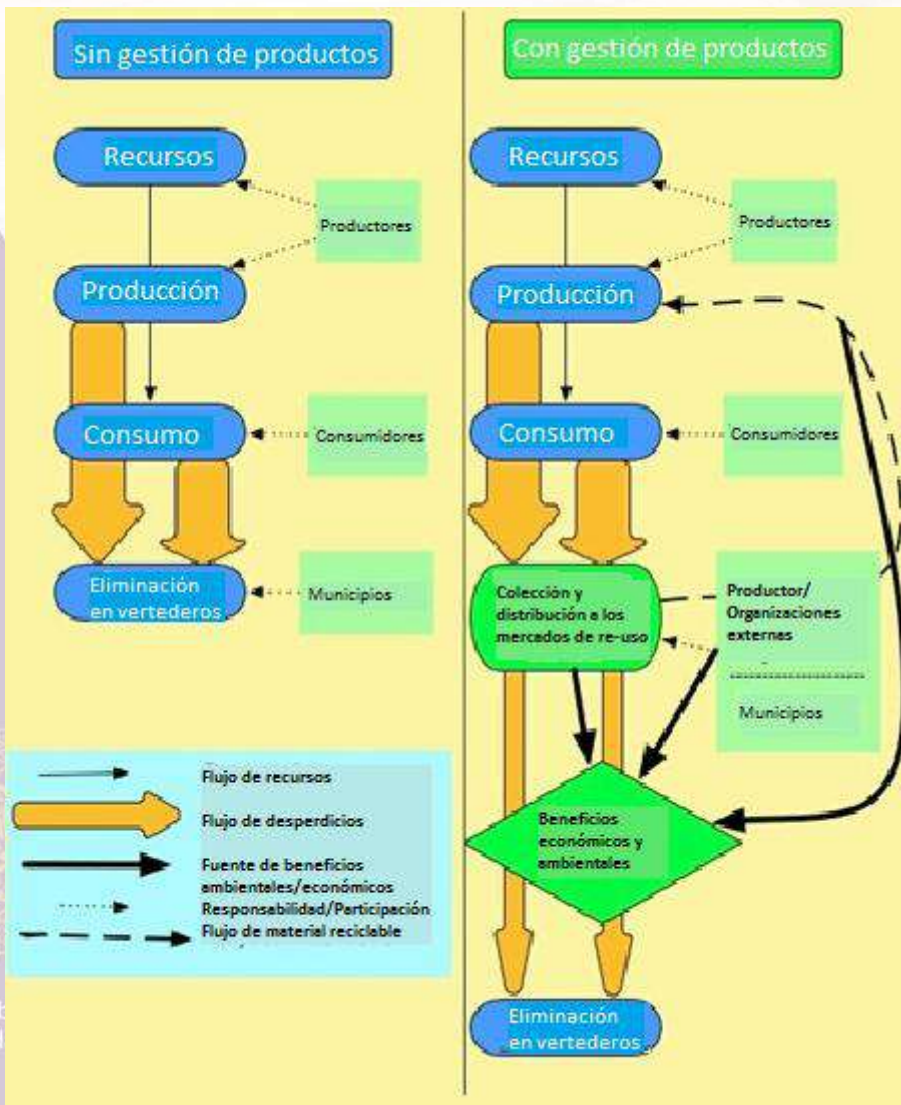 Sin gestión de productos
Recursos
Productores
Producción
Consumo
Consumidores
Eliminación
en vertederos
Municipios
Flujo de recursos
Flujo de desperdicios
Fuente de beneficios
ambientales/económicos
Responsabilidad/Participación
Flujo de material reciclable
Con gestión de productos
Recursos
Productores
Producción
Consumo
Consumidores
Colección y
distribución a los
mercados de re-uso
Productor/
Organizaciones
externas
Municipios
Beneficios
económicos y
ambientales
Eliminación
en vertederos